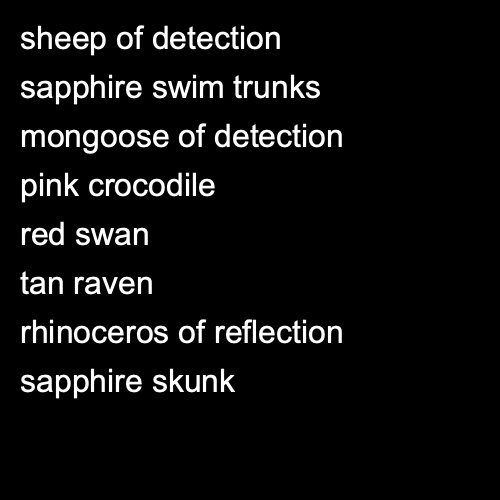 sheep of detection
sapphire swim trunks
mongoose of detection
pink crocodile
red swan
tan raven
rhinoceros of reflection
sapphire skunk